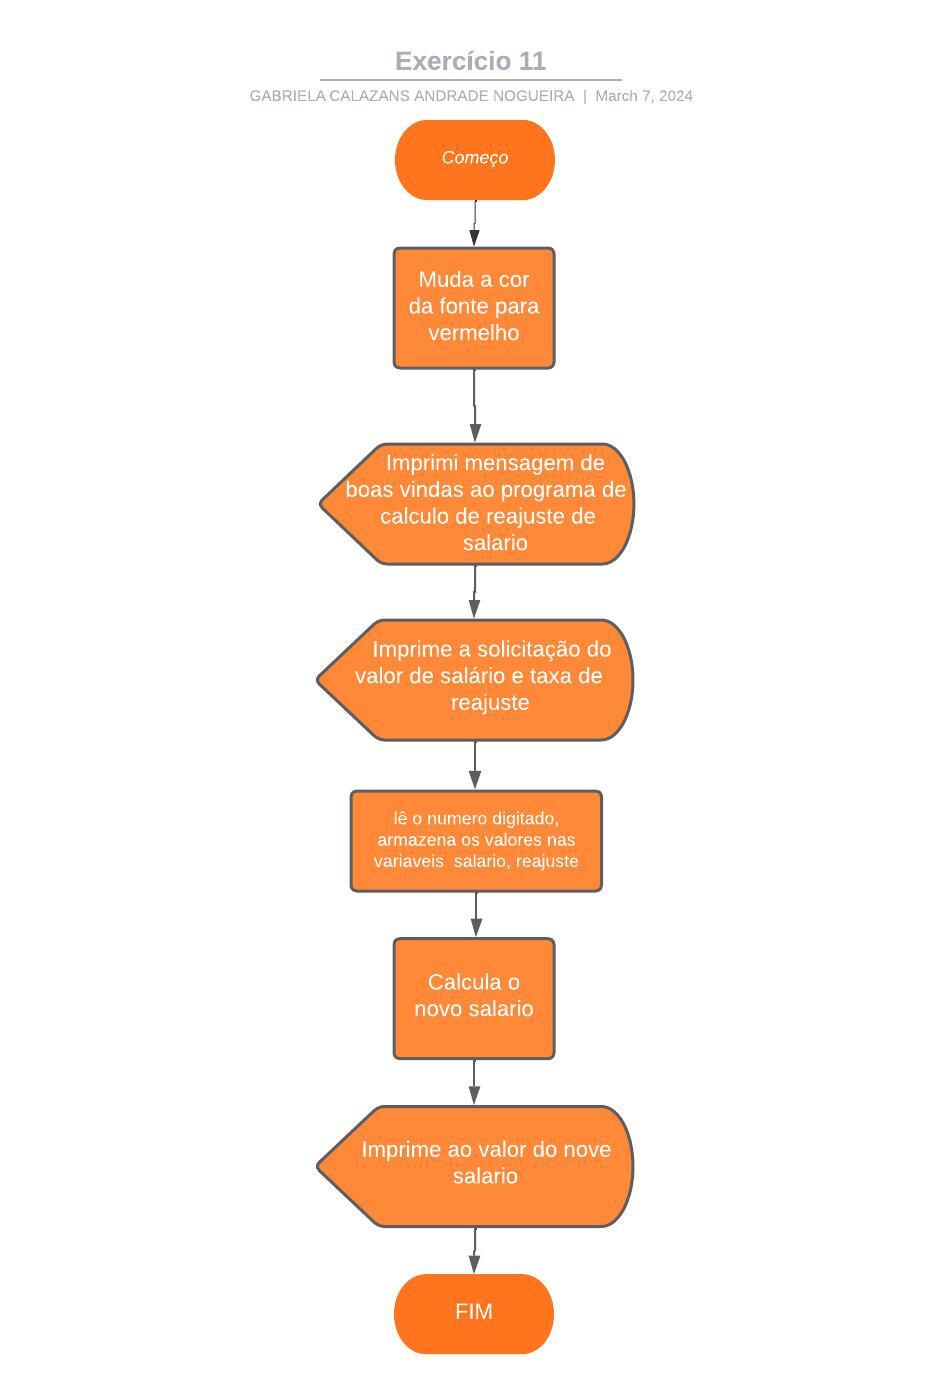 Exercício 11
GABRIELA CALAZANS ANDRADE NOGUEIRA | March 7, 2024
Começo
Muda a cor
da fonte para
vermelho
Imprimi mensagem de
boas vindas ao programa de
calculo de reajuste de
salario
Imprime a solicitação do
valor de salário e taxa de
reajuste
lê o numero digitado,
armazena os valores nas
variaveis salario, reajuste
Calcula o
novo salario
Imprime ao valor do nove
salario
FIM